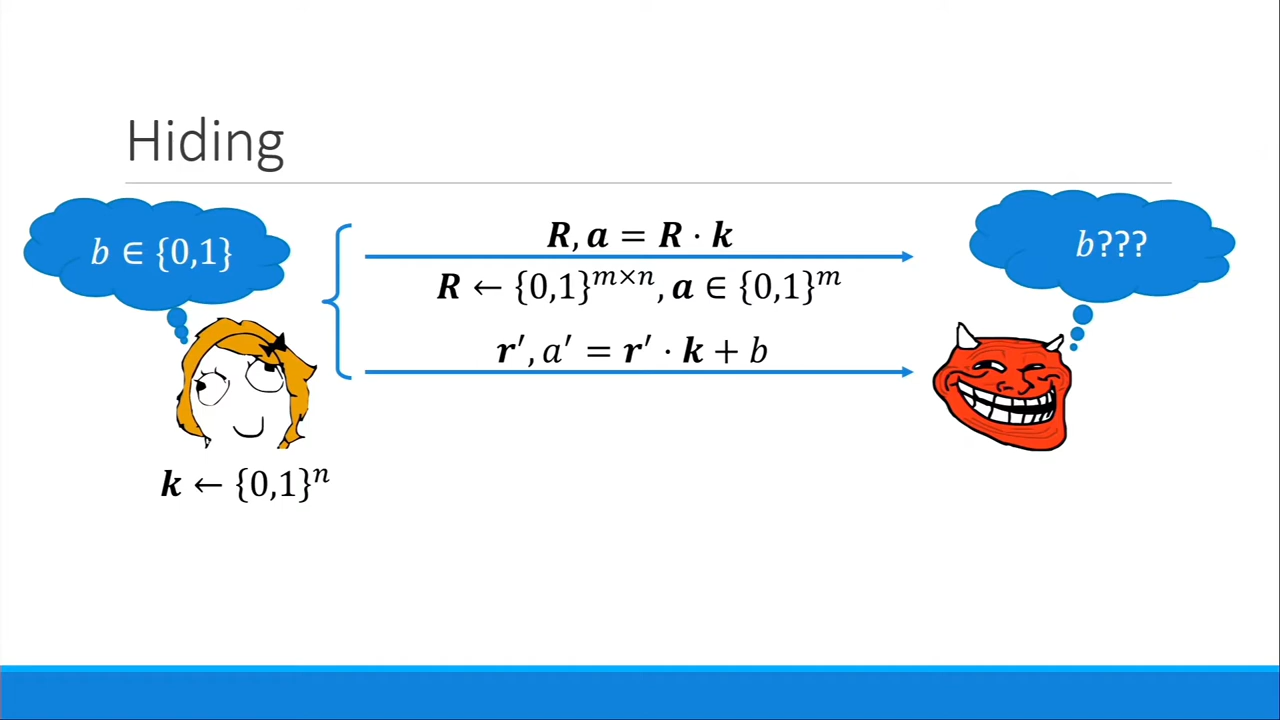 Hiding
b ∈ {0,1}
R, a = R · k
b???
R ← {0,1}^{m×n}, a ∈ {0,1}^m
r′, a′ = r′ · k + b
k ← {0,1}^n